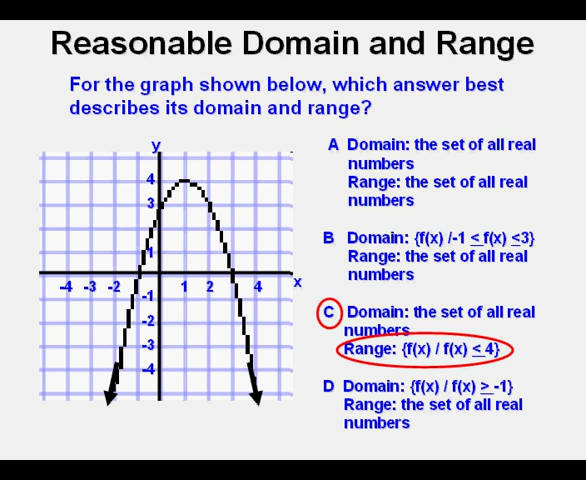 Reasonable Domain and Range
For the graph shown below, which answer best
describes its domain and range?
y
4
3
1
-4 -3 -2 1 2 4 x
-1
-2
-3
-4
A Domain: the set of all real
numbers
Range: the set of all real
numbers
B Domain: {f(x) /-1 ≤ f(x) ≤3}
Range: the set of all real
numbers
C Domain: the set of all real
numbers
Range: {f(x) / f(x) ≤ 4}
D Domain: {f(x) / f(x) ≥ -1}
Range: the set of all real
numbers